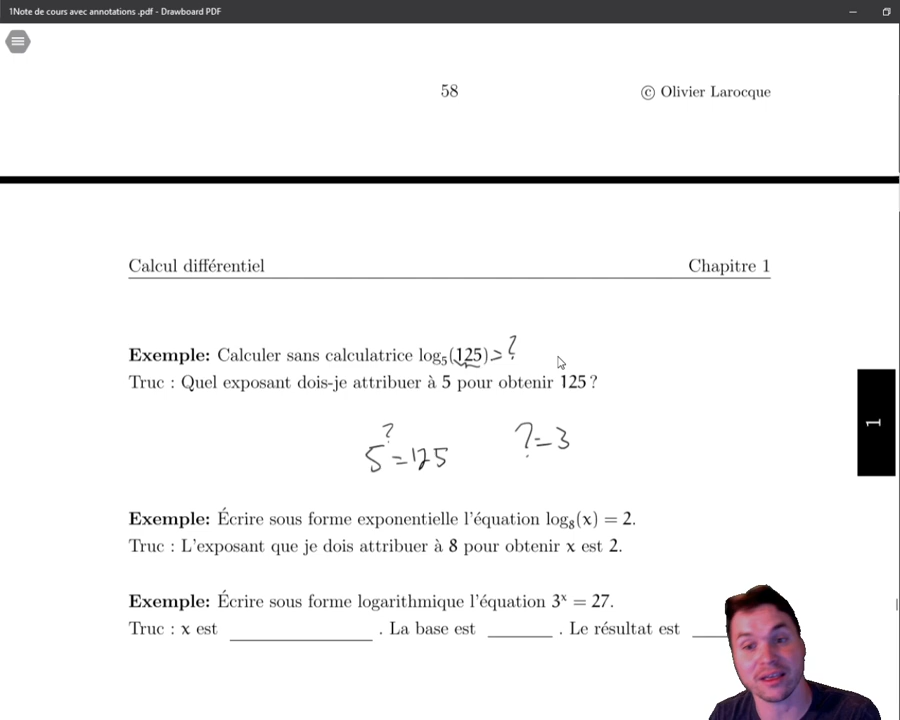 1Note de cours avec annotations .pdf - Drawboard PDF
58
© Olivier Larocque
Calcul différentiel
Chapitre 1
Exemple: Calculer sans calculatrice log₅(125)=?
Truc : Quel exposant dois-je attribuer à 5 pour obtenir 125 ?
1
5^? = 125
? = 3
Exemple: Écrire sous forme exponentielle l'équation log₈(x) = 2.
Truc : L'exposant que je dois attribuer à 8 pour obtenir x est 2.
Exemple: Écrire sous forme logarithmique l'équation 3ˣ = 27.
Truc : x est ____________ . La base est ______ . Le résultat est ____